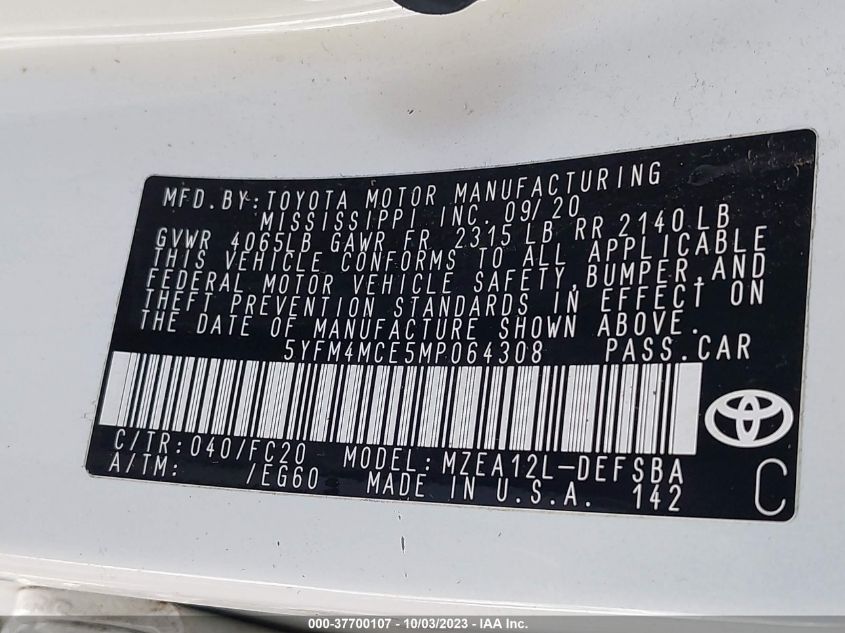 MFD. BY: TOYOTA MOTOR MANUFACTURING
MISSISSIPPI INC. 09/20
GVWR 4065LB GAWR FR 2315 LB RR 2140LB
THIS VEHICLE CONFORMS TO ALL APPLICABLE
FEDERAL MOTOR VEHICLE SAFETY, BUMPER, AND
THEFT PREVENTION STANDARDS IN EFFECT ON
THE DATE OF MANUFACTURE SHOWN ABOVE.
5YFM4MCE5MP064308 PASS. CAR
C/TR: 040/FC20 MODEL: MZEA12L-DEFSBA
A/TM: /EG60 MADE IN U.S.A. 142
C
000-37700107 - 10/03/2023 - IAA Inc.